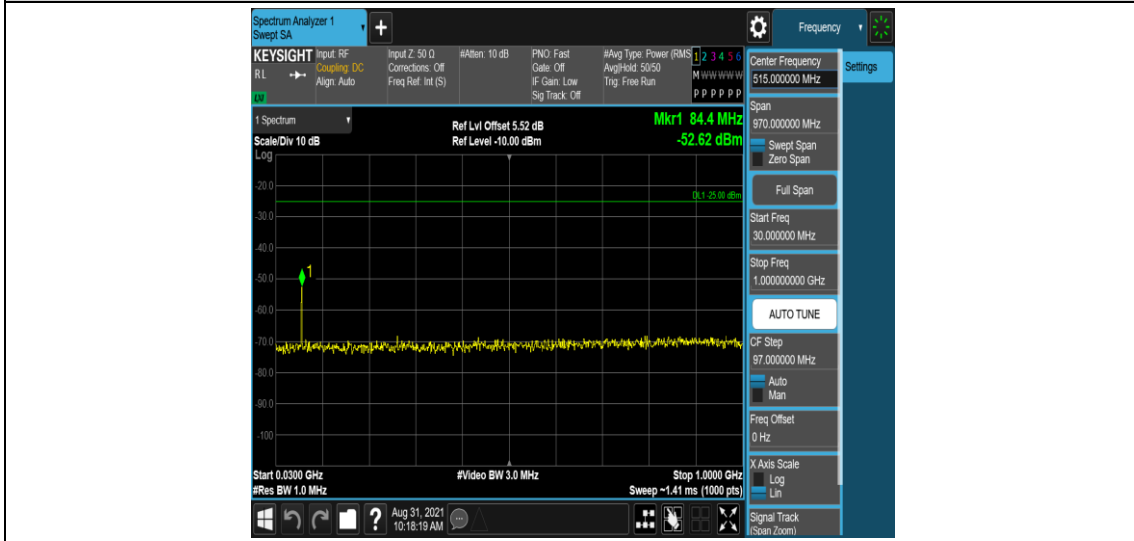 Spectrum Analyzer 1
Swept SA
+
Frequency
KEYSIGHT
RL
Input: RF
Coupling: DC
Align: Auto
Input Z: 50 Ω
Corrections: Off
Freq Ref: Int (S)
#Atten: 10 dB
PNO: Fast
Gate: Off
IF Gain: Low
Sig Track: Off
#Avg Type: Power (RMS
Avg|Hold: 50/50
Trig: Free Run
1 2 3 4 5 6
M W W W W W
P P P P P P
1 Spectrum
Scale/Div 10 dB
Log
Ref Lvl Offset 5.52 dB
Ref Level -10.00 dBm
Mkr1 84.4 MHz
-52.62 dBm
DL1 -25.00 dBm
-20.0
-30.0
-40.0
-50.0
-60.0
-70.0
-80.0
-90.0
-100
1
Start 0.0300 GHz
#Res BW 1.0 MHz
#Video BW 3.0 MHz
Stop 1.0000 GHz
Sweep ~1.41 ms (1000 pts)
?
Aug 31, 2021
10:18:19 AM
Center Frequency
515.000000 MHz
Settings
Span
970.000000 MHz
Swept Span
Zero Span
Full Span
Start Freq
30.000000 MHz
Stop Freq
1.000000000 GHz
AUTO TUNE
CF Step
97.000000 MHz
Auto
Man
Freq Offset
0 Hz
X Axis Scale
Log
Lin
Signal Track
(Span Zoom)